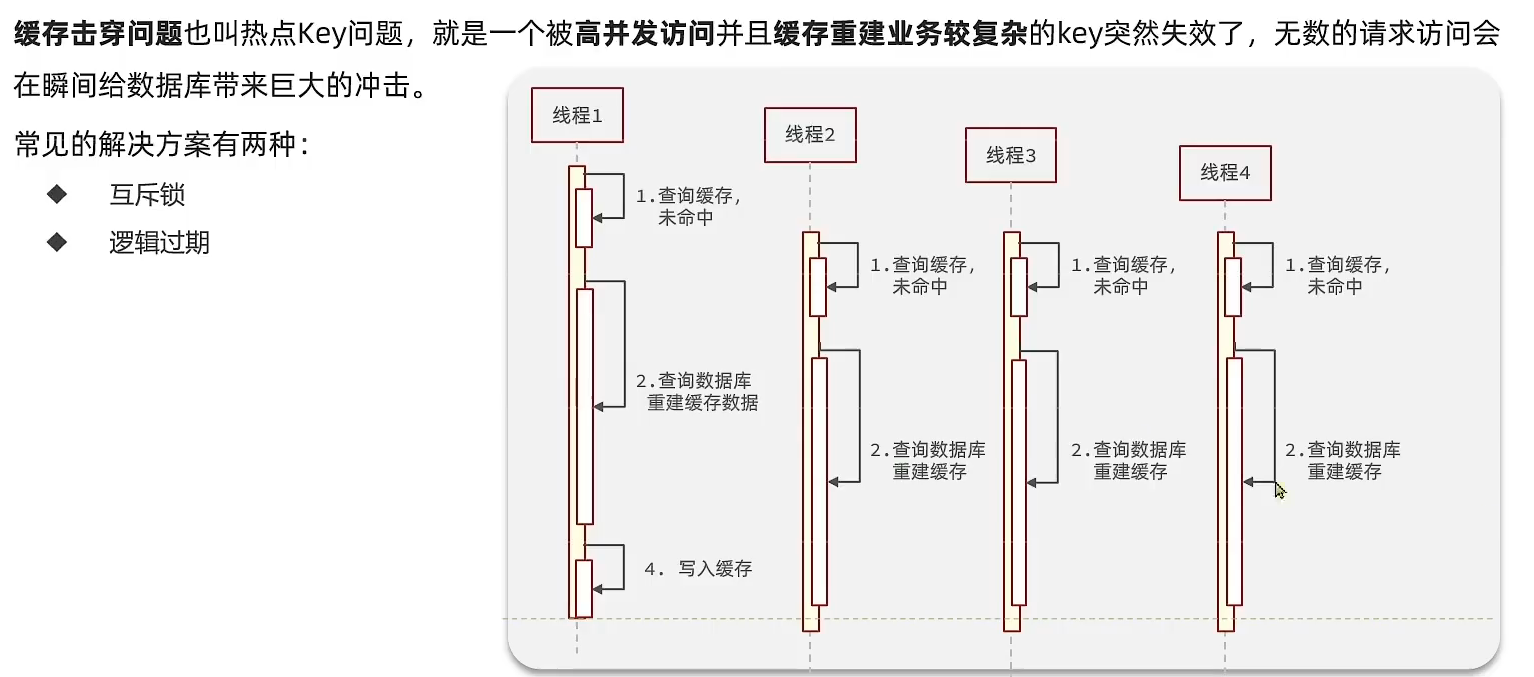 缓存击穿问题也叫热点Key问题，就是一个被高并发访问并且缓存重建业务较复杂的key突然失效了，无数的请求访问会
在瞬间给数据库带来巨大的冲击。
常见的解决方案有两种：
互斥锁
逻辑过期
线程1
1.查询缓存，
未命中
2.查询数据库
重建缓存数据
4. 写入缓存
线程2
1.查询缓存，
未命中
2.查询数据库
重建缓存
线程3
1.查询缓存，
未命中
2.查询数据库
重建缓存
线程4
1.查询缓存，
未命中
2.查询数据库
重建缓存